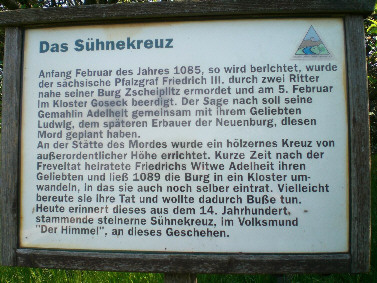 Das Sühnekreuz
Anfang Februar des Jahres 1085, so wird berichtet, wurde
der sächsische Pfalzgraf Friedrich III. durch zwei Ritter
nahe seiner Burg Zscheiplitz ermordet und am 5. Februar
im Kloster Goseck beerdigt. Der Sage nach soll seine
Gemahlin Adelheit gemeinsam mit ihrem Geliebten
Ludwig, dem späteren Erbauer der Neuenburg, diesen
Mord geplant haben.
An der Stätte des Mordes wurde ein hölzernes Kreuz von
außerordentlicher Höhe errichtet. Kurze Zeit nach der
Freveltat heiratete Friedrichs Witwe Adelheit ihren
Geliebten und ließ 1089 die Burg in ein Kloster um-
wandeln, in das sie auch noch selber eintrat. Vielleicht
bereute sie ihre Tat und wollte dadurch Buße tun.
Heute erinnert dieses aus dem 14. Jahrhundert,
stammende steinerne Sühnekreuz, im Volksmund
"Der Himmel", an dieses Geschehen.